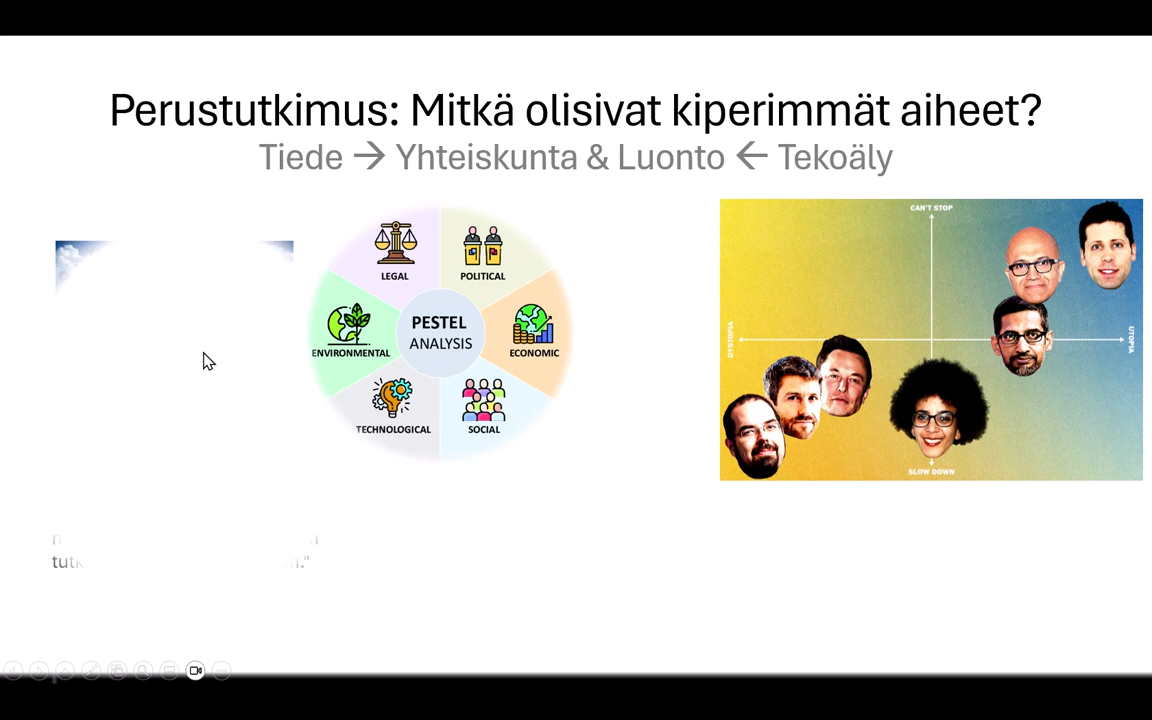 Perustutkimus: Mitkä olisivat kiperimmät aiheet?
Tiede → Yhteiskunta & Luonto ← Tekoäly
LEGAL
POLITICAL
ENVIRONMENTAL
PESTEL
ANALYSIS
ECONOMIC
TECHNOLOGICAL
SOCIAL
CAN'T STOP
DYSTOPIA
UTOPIA
SLOW DOWN